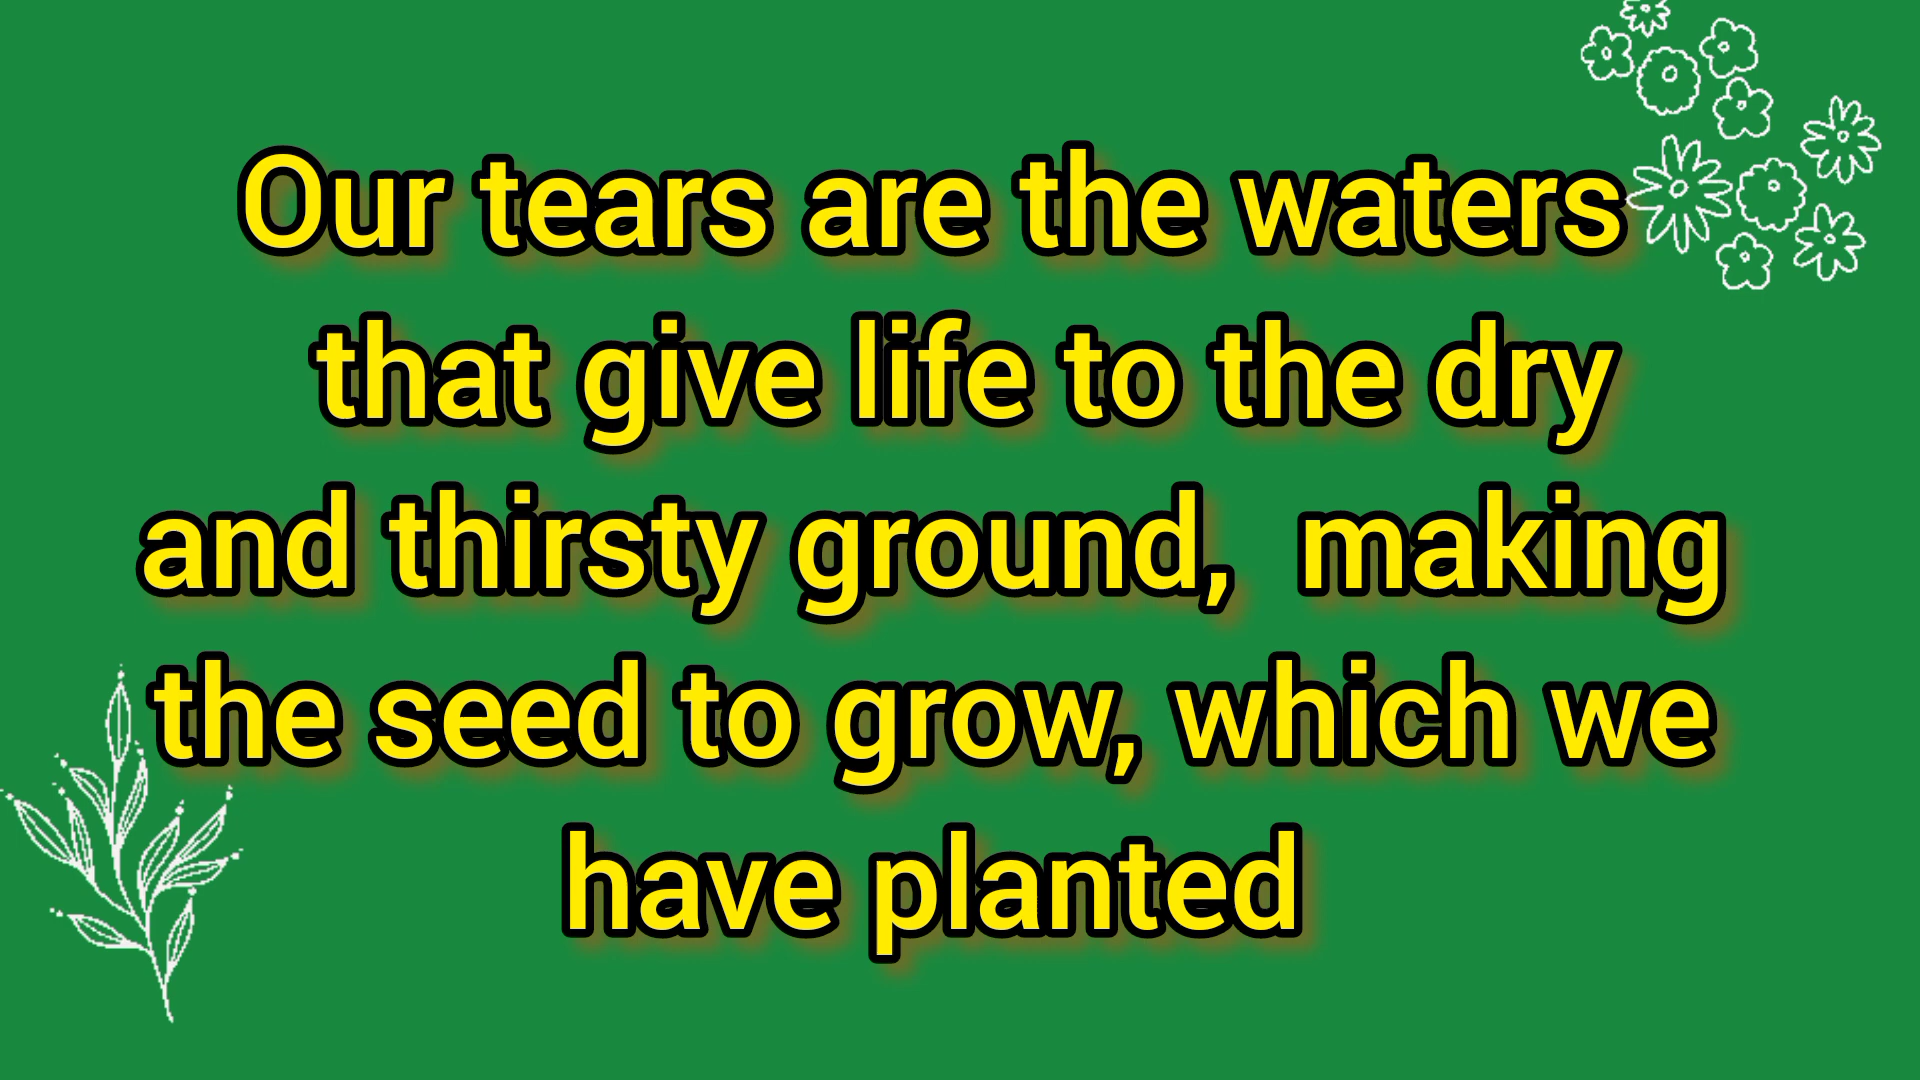 Our tears are the waters
that give life to the dry
and thirsty ground,  making
the seed to grow, which we
have planted